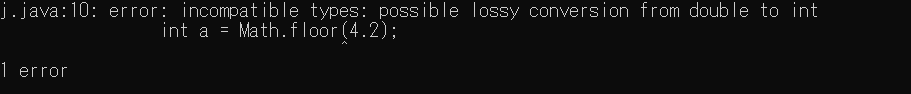 j.java:10: error: incompatible types: possible lossy conversion from double to int
int a = Math.floor(4.2);
^
1 error